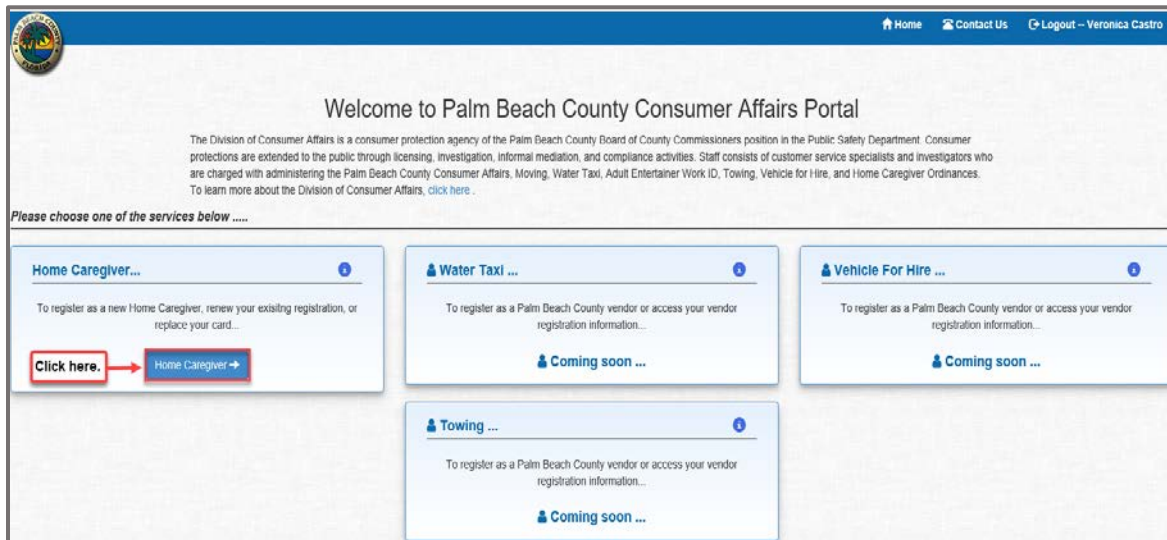 PALM BEACH COUNTY
FLORIDA
Home Contact Us Logout -- Veronica Castro
Welcome to Palm Beach County Consumer Affairs Portal
The Division of Consumer Affairs is a consumer protection agency of the Palm Beach County Board of County Commissioners position in the Public Safety Department. Consumer
protections are extended to the public through licensing, investigation, informal mediation, and compliance activities. Staff consists of customer service specialists and investigators who
are charged with administering the Palm Beach County Consumer Affairs, Moving, Water Taxi, Adult Entertainer Work ID, Towing, Vehicle for Hire, and Home Caregiver Ordinances.
To learn more about the Division of Consumer Affairs, click here .
Please choose one of the services below .....
Home Caregiver...
To register as a new Home Caregiver, renew your exisitng registration, or
replace your card...
Click here.
Home Caregiver
Water Taxi ...
To register as a Palm Beach County vendor or access your vendor
registration information...
Coming soon ...
Vehicle For Hire ...
To register as a Palm Beach County vendor or access your vendor
registration information...
Coming soon ...
Towing ...
To register as a Palm Beach County vendor or access your vendor
registration information...
Coming soon ...